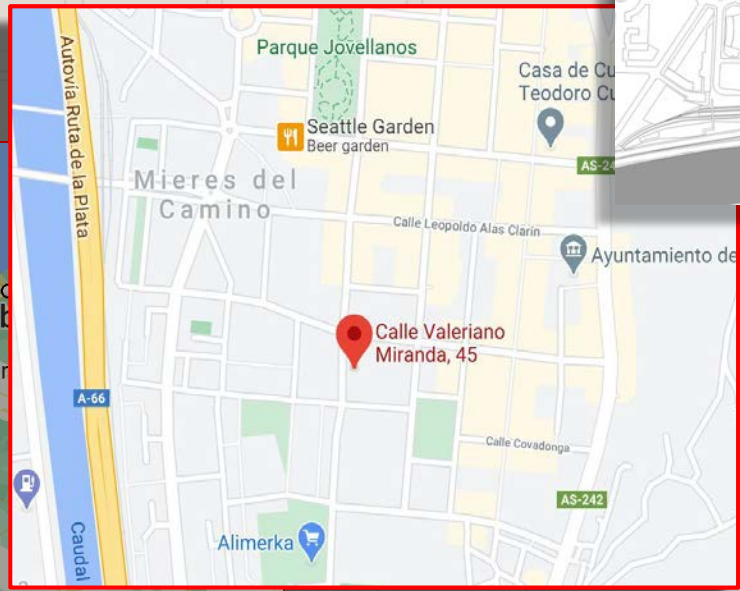 Parque Jovellanos
Casa de Cu
Teodoro Cu
Autovía Ruta de la Plata
Seattle Garden
Beer garden
AS-24
Mieres del
Camino
Calle Leopoldo Alas Clarín
Ayuntamiento de
Calle Valeriano
Miranda, 45
A-66
Calle Covadonga
AS-242
Caudal
Alimerka